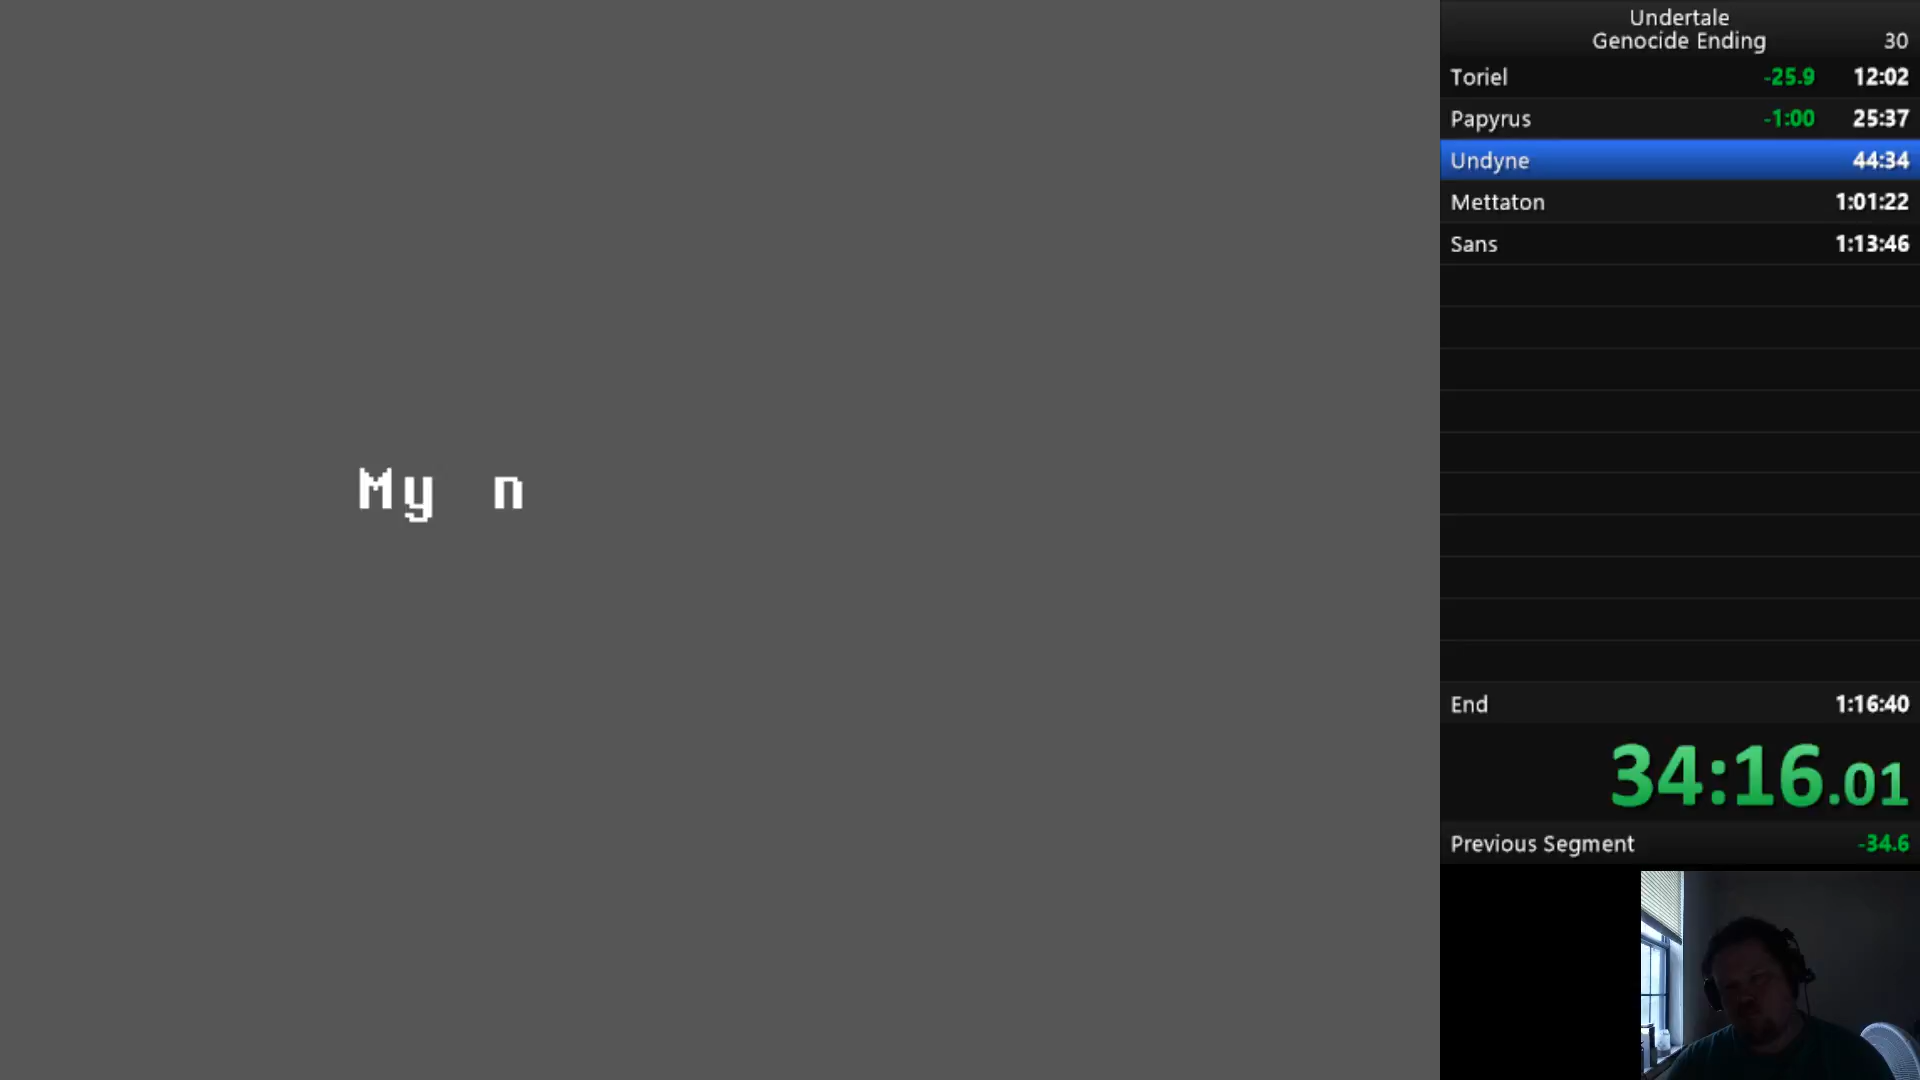 Undertale
Genocide Ending 30
Toriel -25.9 12:02
Papyrus -1:00 25:37
Undyne 44:34
Mettaton 1:01:22
Sans 1:13:46
My n
End 1:16:40
34:16.01
Previous Segment -34.6